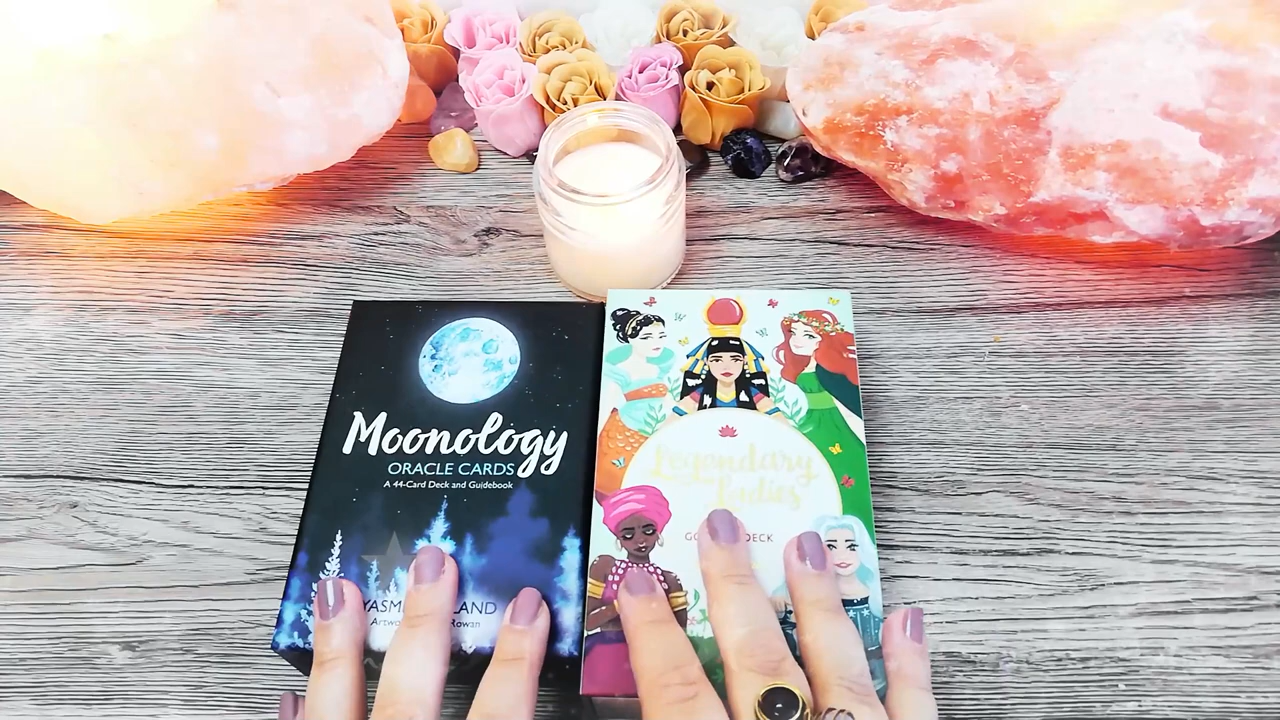 Moonology
ORACLE CARDS
A 44-Card Deck and Guidebook
LAND
Rowan
Legendary
Ladies
DECK